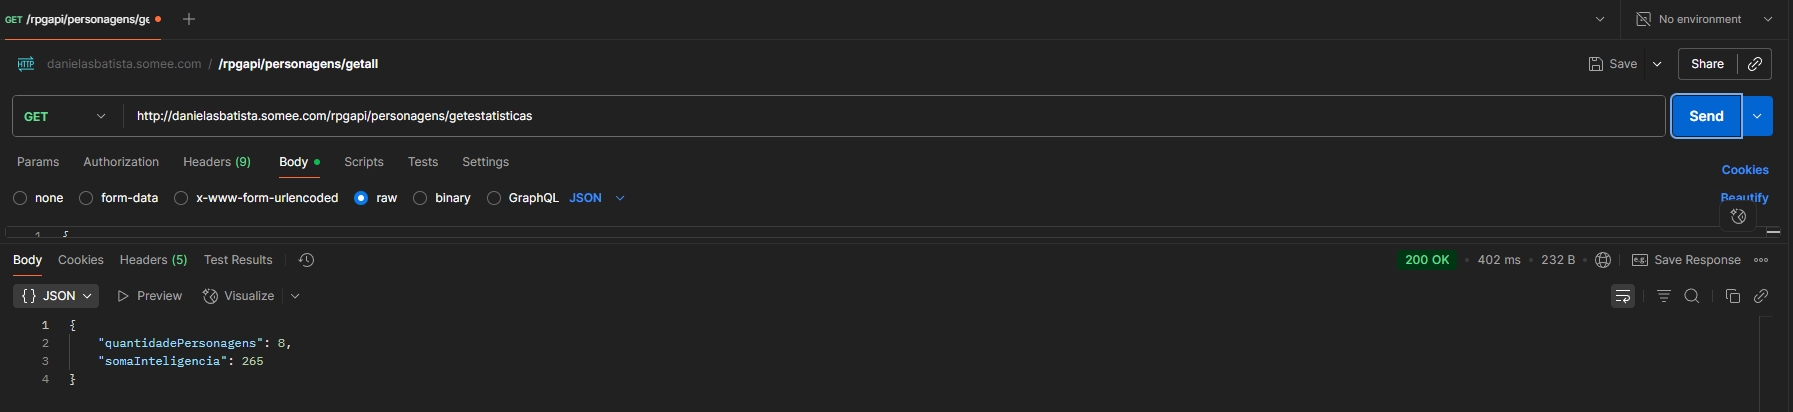 GET /rpgapi/personagens/ge
No environment
HTTP danielasbatista.somee.com / /rpgapi/personagens/getall
Save Share
GET http://danielasbatista.somee.com/rpgapi/personagens/getestatisticas Send
Params Authorization Headers (9) Body Scripts Tests Settings Cookies
none form-data x-www-form-urlencoded raw binary GraphQL JSON Beautify
1 {
Body Cookies Headers (5) Test Results 200 OK 402 ms 232 B e.g. Save Response
{} JSON Preview Visualize
1 {
2 "quantidadePersonagens": 8,
3 "somaInteligencia": 265
4 }